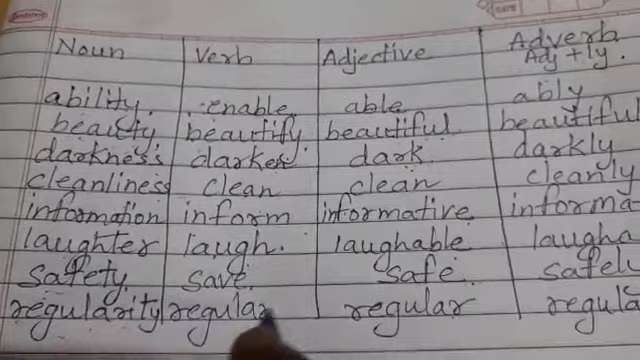 Noun Verb Adjective Adverb
Adj + ly.
ability enable able ably
beauty beautify beautiful beautiful
darkness darken dark darkly
cleanliness clean clean cleanly
information inform informative informa
laughter laugh. laughable laugha
safety save. safe safel
regularity regular regular regula